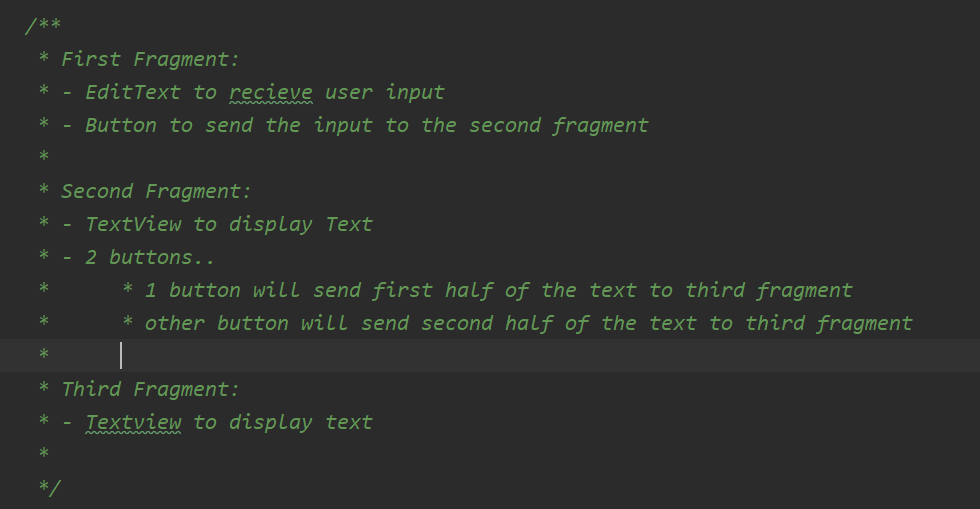 /**
* First Fragment:
* - EditText to recieve user input
* - Button to send the input to the second fragment
*
* Second Fragment:
* - TextView to display Text
* - 2 buttons..
*      * 1 button will send first half of the text to third fragment
*      * other button will send second half of the text to third fragment
*
* Third Fragment:
* - Textview to display text
*
*/